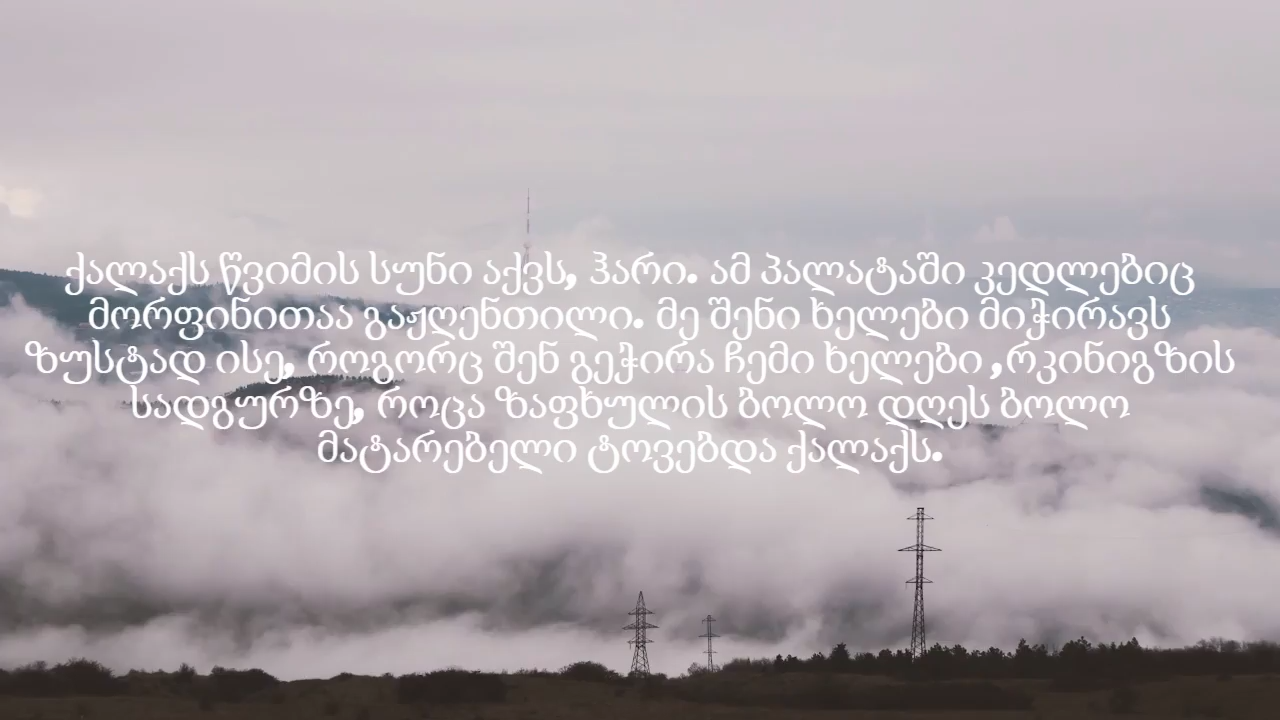 ქალაქს წვიმის სუნი აქვს, ჰარი. ამ პალატაში კედლებიც
მორფინითაა გაჟღენთილი. მე შენი ხელები მიჭირავს
ზუსტად ისე, როგორც შენ გეჭირა ჩემი ხელები ,რკინიგზის
სადგურზე, როცა ზაფხულის ბოლო დღეს ბოლო
მატარებელი ტოვებდა ქალაქს.